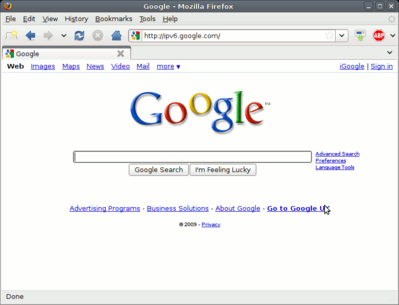 Google - Mozilla Firefox
File Edit View History Bookmarks Tools Help
http://ipv6.google.com/
ABP
Google
Web Images Maps News Video Mail more ▼ iGoogle | Sign in
Google™
Advanced Search
Preferences
Language Tools
Google Search I'm Feeling Lucky
Advertising Programs - Business Solutions - About Google - Go to Google
© 2009 - Privacy
Done